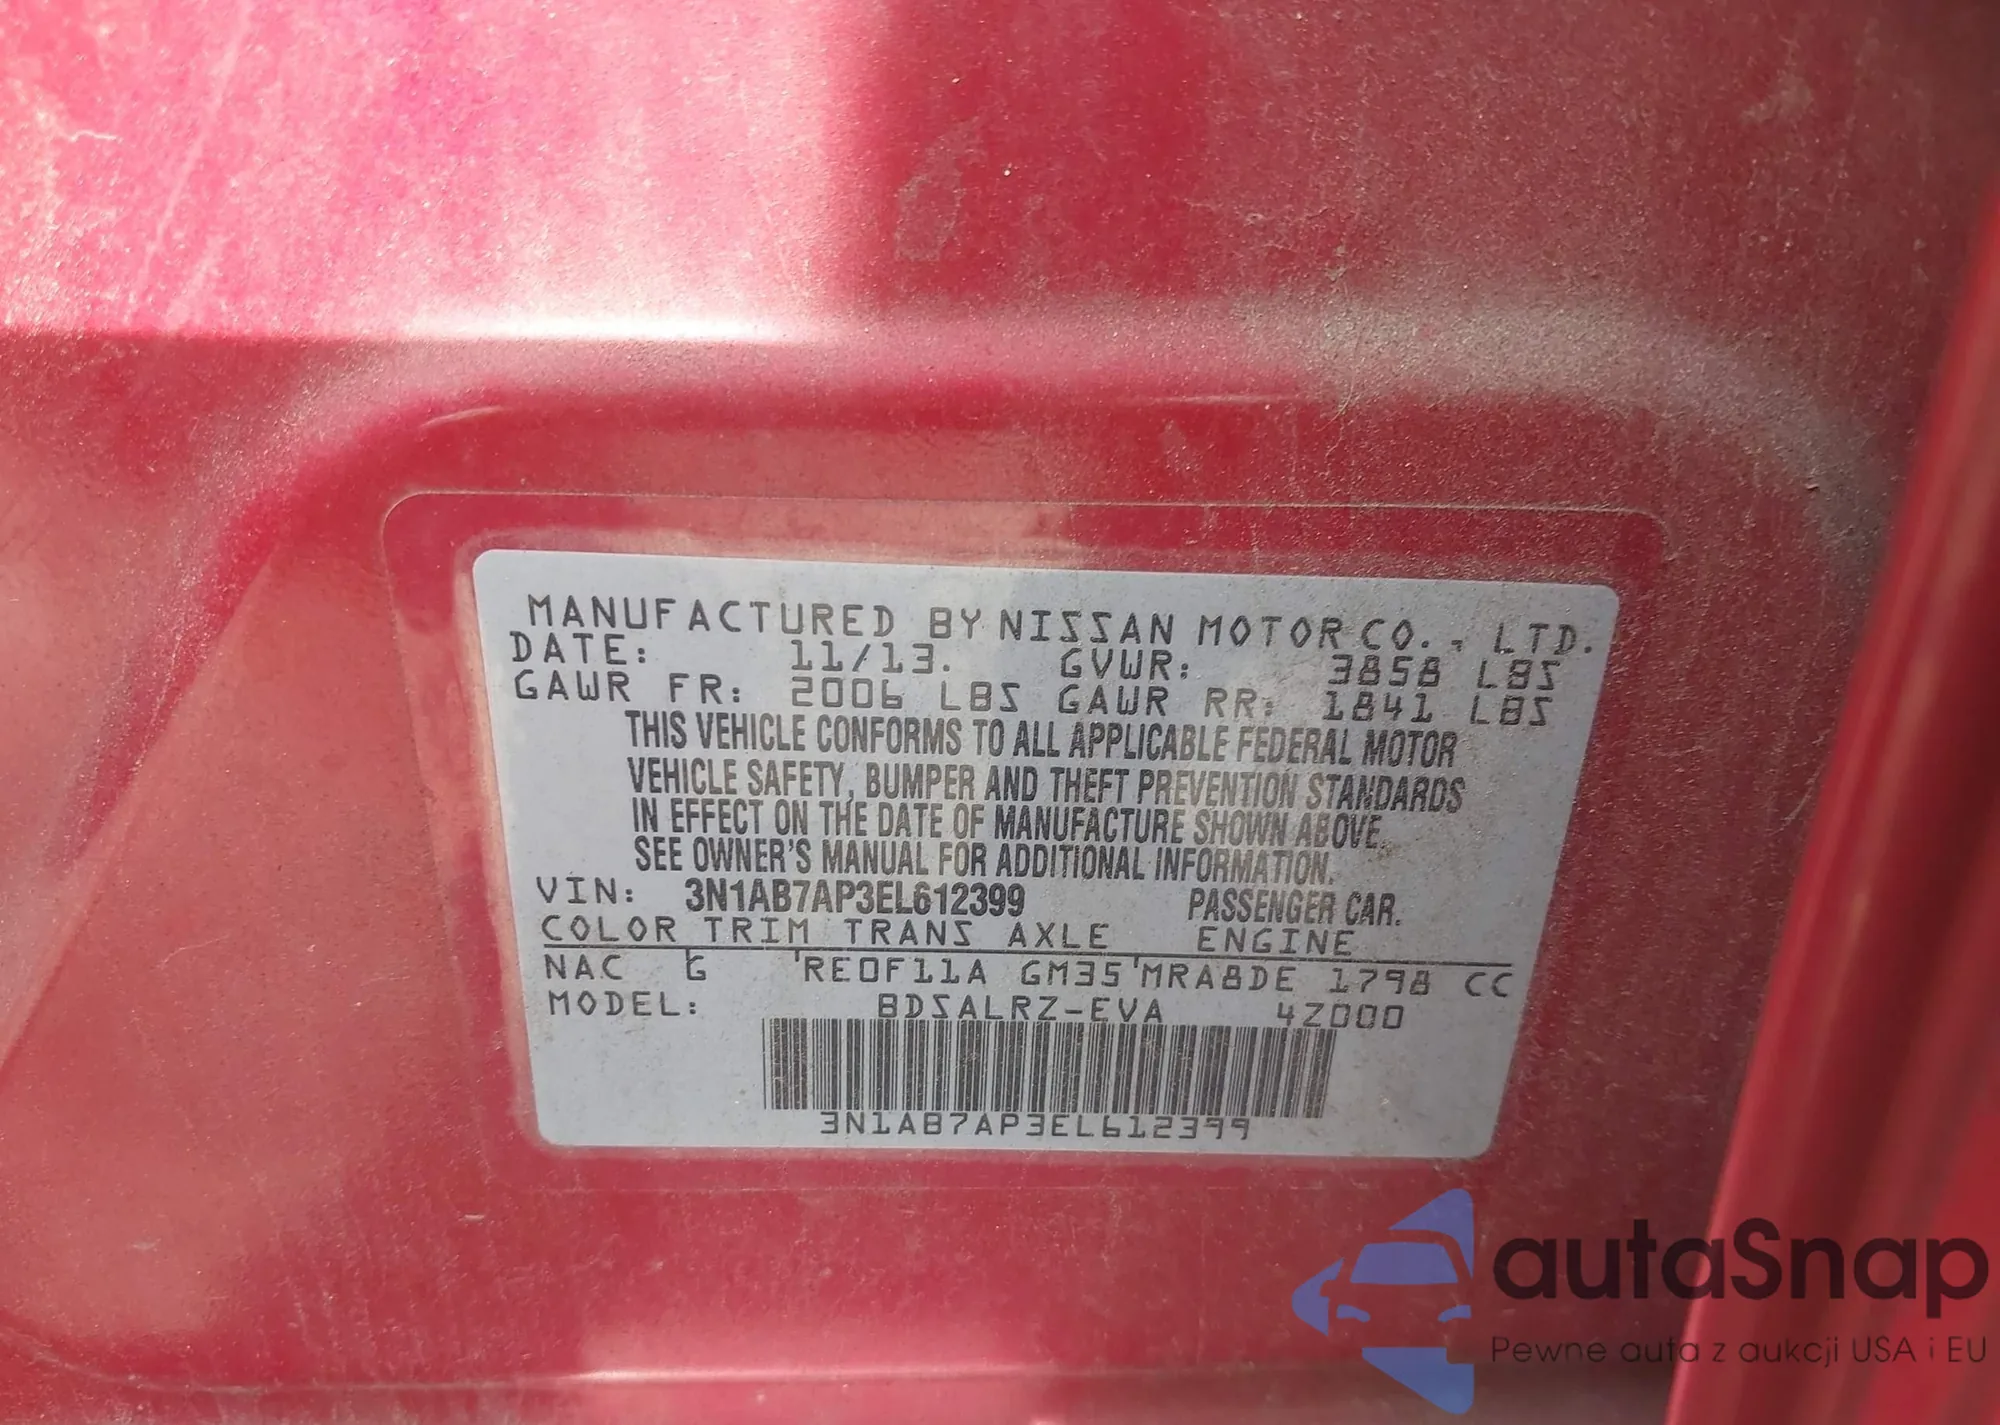 MANUFACTURED BY NISSAN MOTOR CO., LTD.
DATE: 11/13. GVWR: 3858 LBS
GAWR FR: 2006 LBS GAWR RR: 1841 LBS
THIS VEHICLE CONFORMS TO ALL APPLICABLE FEDERAL MOTOR
VEHICLE SAFETY, BUMPER AND THEFT PREVENTION STANDARDS
IN EFFECT ON THE DATE OF MANUFACTURE SHOWN ABOVE.
SEE OWNER'S MANUAL FOR ADDITIONAL INFORMATION.
VIN: 3N1AB7AP3EL612399 PASSENGER CAR.
COLOR TRIM TRANS AXLE ENGINE
NAC G RE0F11A GM35 MRA8DE 1798 CC
MODEL: BDSALRZ-EVA 4Z000
3N1AB7AP3EL612399
autaSnap
Pewne auta z aukcji USA i EU